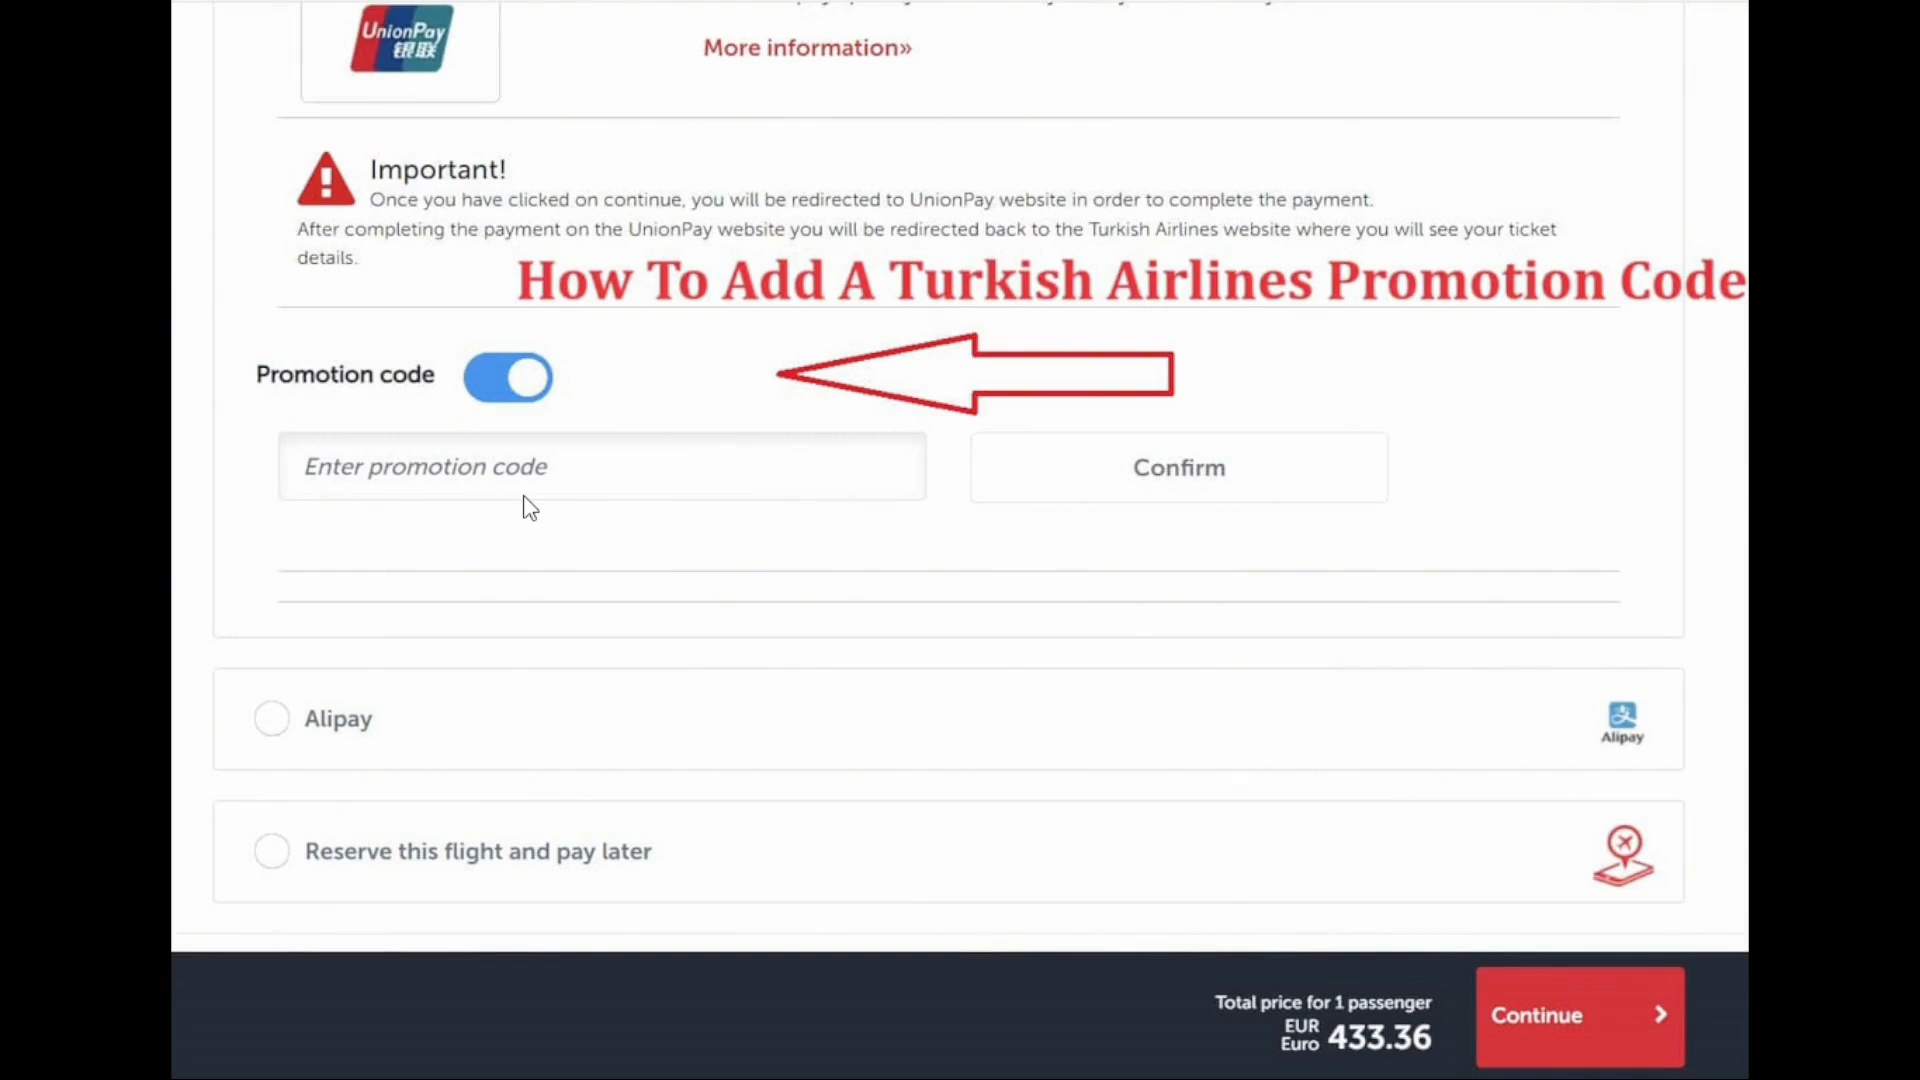 UnionPay
银联
More information»
Important!
Once you have clicked on continue, you will be redirected to UnionPay website in order to complete the payment.
After completing the payment on the UnionPay website you will be redirected back to the Turkish Airlines website where you will see your ticket
details.
How To Add A Turkish Airlines Promotion Code
Promotion code
Enter promotion code
Confirm
Alipay
Alipay
Reserve this flight and pay later
Total price for 1 passenger
EUR
Euro 433.36
Continue